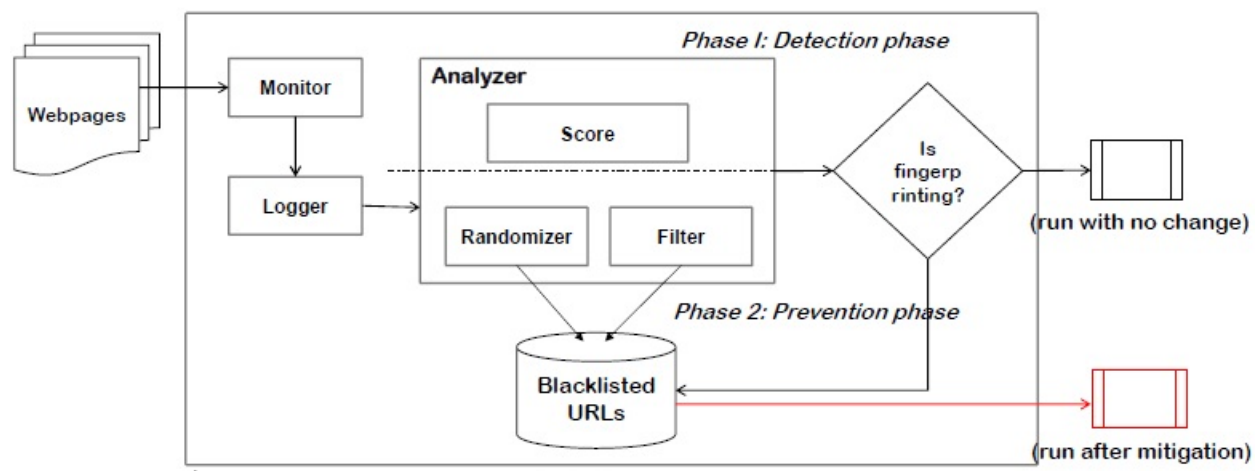 Phase I: Detection phase
Webpages
Monitor
Logger
Analyzer
Score
Randomizer
Filter
Is
fingerp
rinting?
(run with no change)
Phase 2: Prevention phase
Blacklisted
URLs
(run after mitigation)